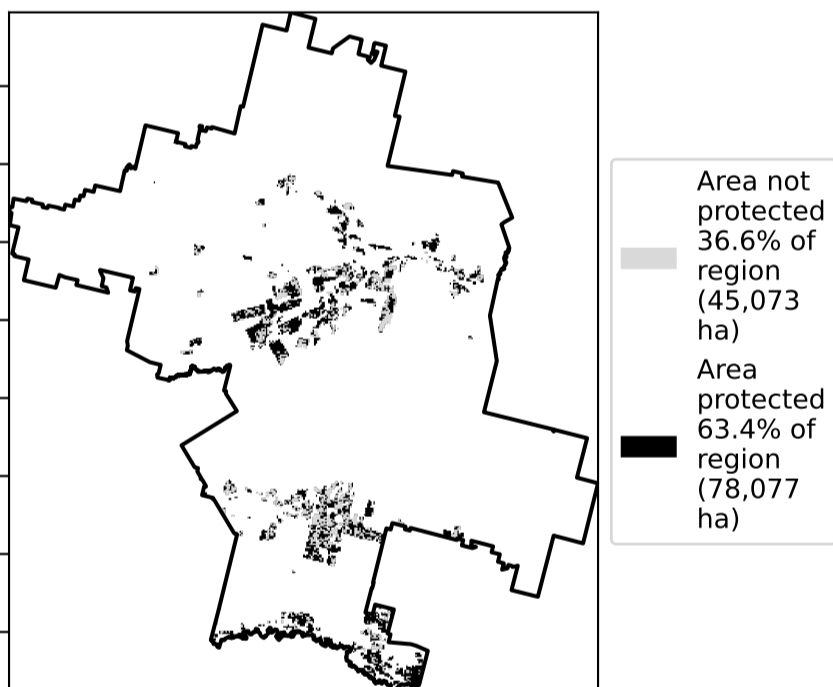 Area not
protected
36.6% of
region
(45,073
ha)
Area
protected
63.4% of
region
(78,077
ha)